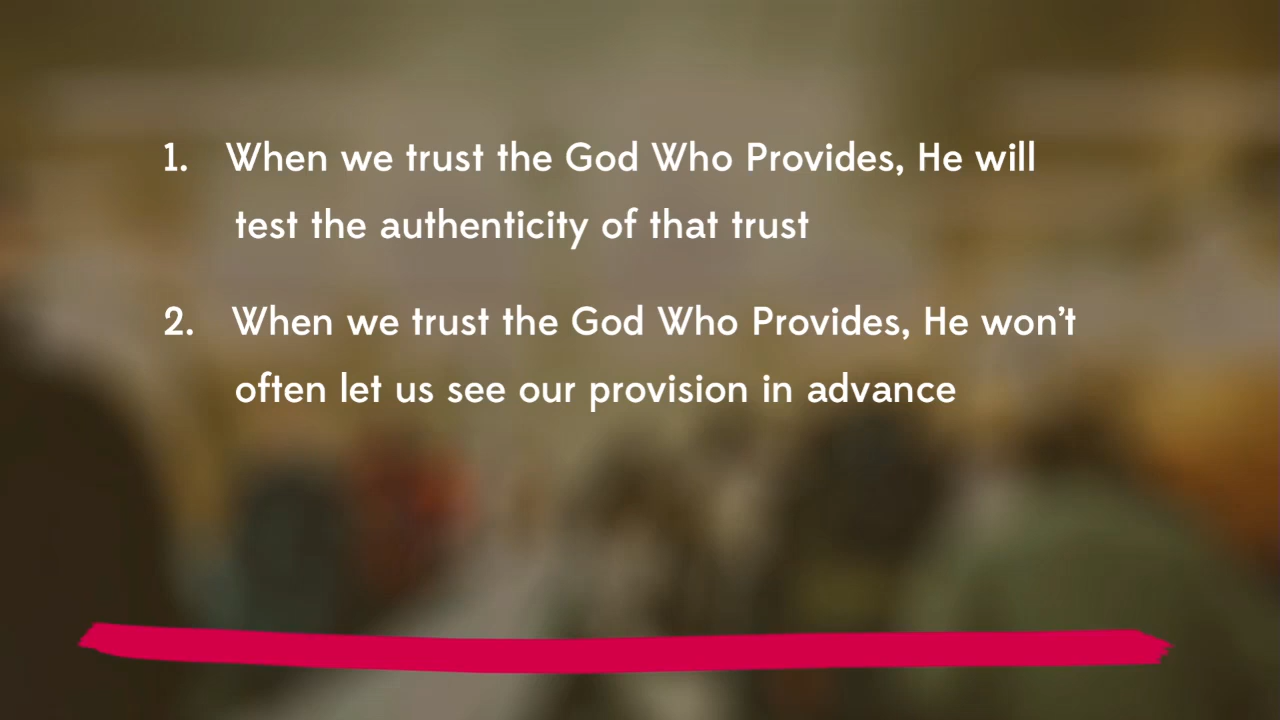 1. When we trust the God Who Provides, He will
test the authenticity of that trust
2. When we trust the God Who Provides, He won't
often let us see our provision in advance